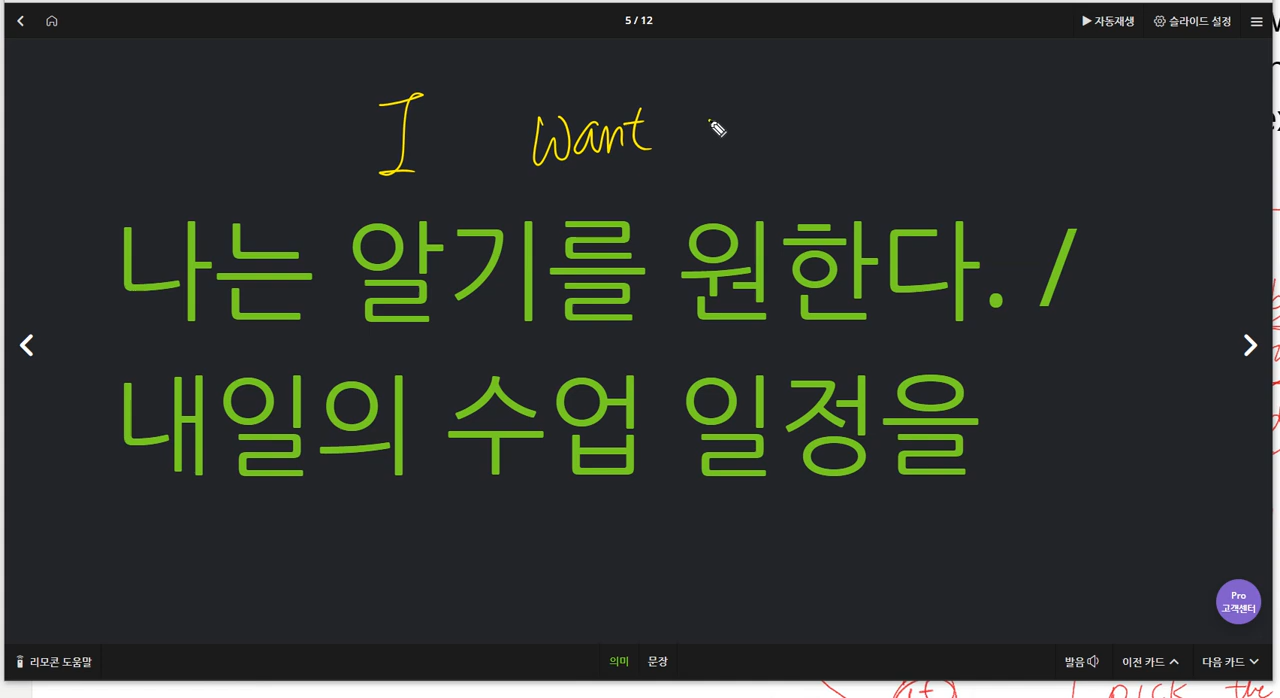 5 / 12
▶ 자동재생
슬라이드 설정
I want
나는 알기를 원한다. /
내일의 수업 일정을
Pro
고객센터
리모콘 도움말
의미
문장
발음
이전 카드
다음 카드
I pick the